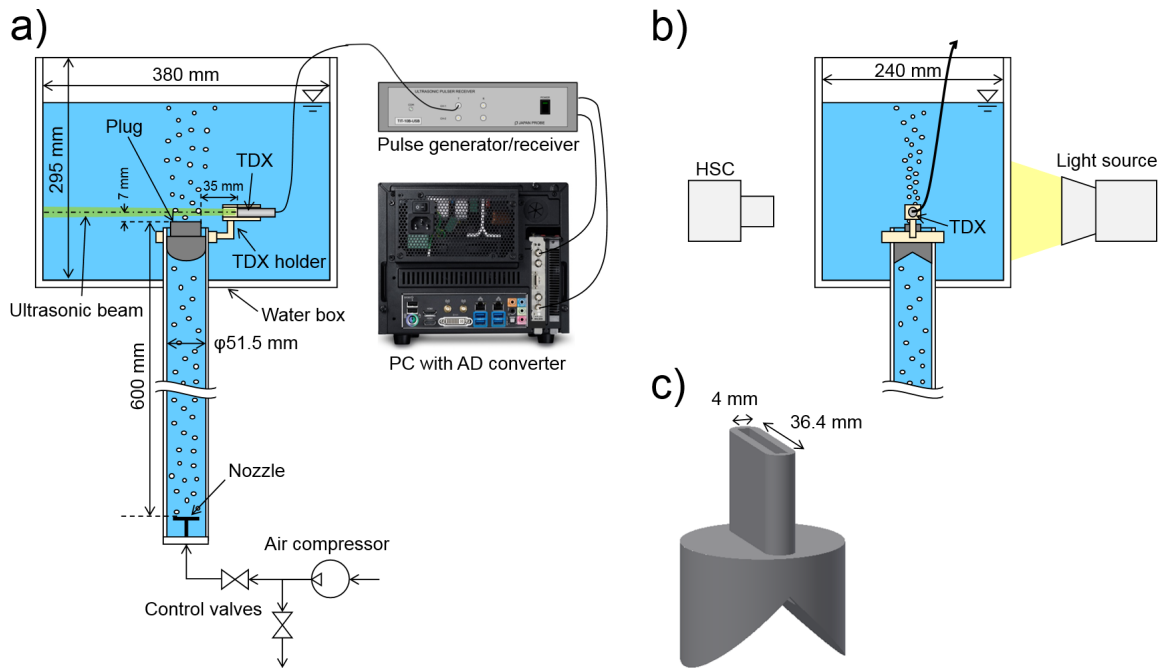 a)
380 mm
295 mm
Plug
7 mm
35 mm
TDX
TDX holder
Ultrasonic beam
Water box
φ51.5 mm
600 mm
Nozzle
Air compressor
Control valves
ULTRASONIC PULSER RECEIVER
JAPAN PROBE
Pulse generator/receiver
PC with AD converter
b)
240 mm
HSC
Light source
TDX
c)
4 mm
36.4 mm